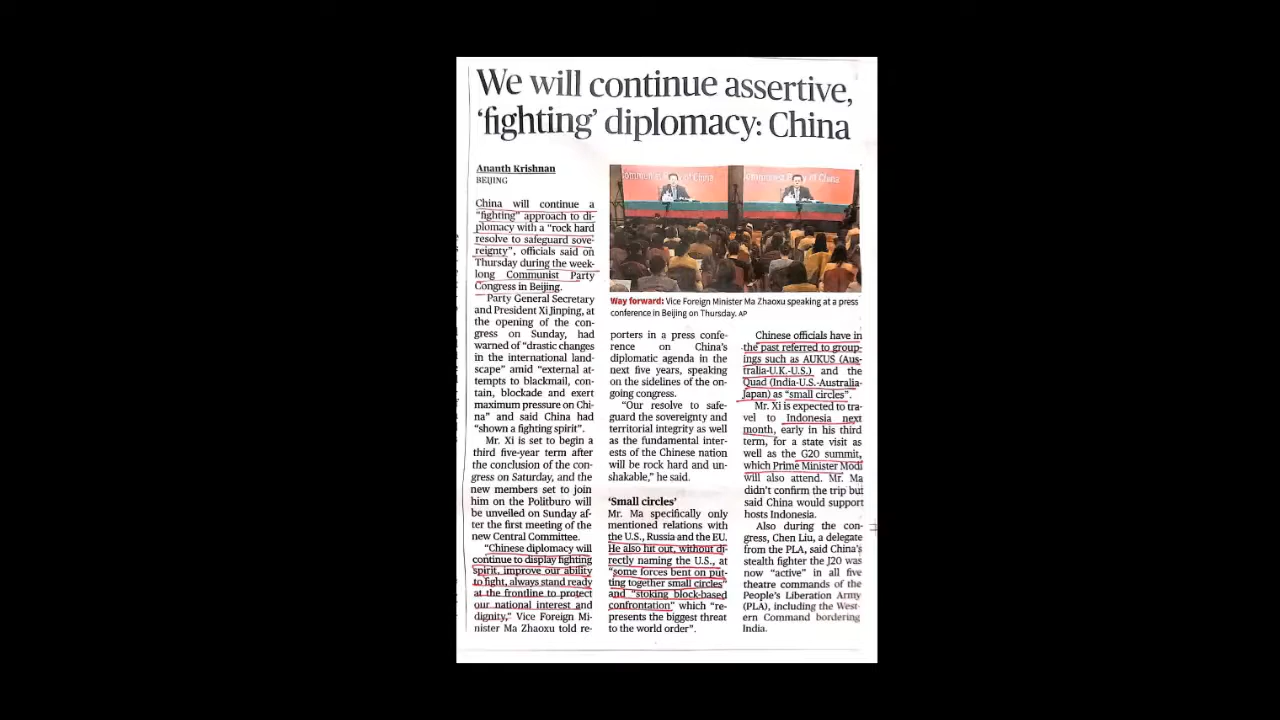 We will continue assertive,
‘fighting’ diplomacy: China
Ananth Krishnan
BEIJING
China will continue a
“fighting” approach to di-
plomacy with a “rock hard
resolve to safeguard sove-
reignty”, officials said on
Thursday during the week-
long Communist Party
Congress in Beijing.
Party General Secretary
and President Xi Jinping, at
the opening of the con-
gress on Sunday, had
warned of “drastic changes
in the international land-
scape” amid “external at-
tempts to blackmail, con-
tain, blockade and exert
maximum pressure on Chi-
na” and said China had
“shown a fighting spirit”.
Mr. Xi is set to begin a
third five-year term after
the conclusion of the con-
gress on Saturday, and the
new members set to join
him on the Politburo will
be unveiled on Sunday af-
ter the first meeting of the
new Central Committee.
“Chinese diplomacy will
continue to display fighting
spirit, improve our ability
to fight, always stand ready
at the frontline to protect
our national interest and
dignity,” Vice Foreign Mi-
nister Ma Zhaoxu told re-
Communist Party of China
Communist Party of China
Way forward: Vice Foreign Minister Ma Zhaoxu speaking at a press
conference in Beijing on Thursday. AP
porters in a press confe-
rence on China’s
diplomatic agenda in the
next five years, speaking
on the sidelines of the on-
going congress.
“Our resolve to safe-
guard the sovereignty and
territorial integrity as well
as the fundamental inter-
ests of the Chinese nation
will be rock hard and un-
shakable,” he said.
‘Small circles’
Mr. Ma specifically only
mentioned relations with
the U.S., Russia and the EU.
He also hit out, without di-
rectly naming the U.S., at
“some forces bent on put-
ting together small circles”
and “stoking block-based
confrontation” which “re-
presents the biggest threat
to the world order”.
Chinese officials have in
the past referred to group-
ings such as AUKUS (Aus-
tralia-U.K.-U.S.) and the
Quad (India-U.S.-Australia-
Japan) as “small circles”.
Mr. Xi is expected to tra-
vel to Indonesia next
month, early in his third
term, for a state visit as
well as the G20 summit,
which Prime Minister Modi
will also attend. Mr. Ma
didn’t confirm the trip but
said China would support
hosts Indonesia.
Also during the con-
gress, Chen Liu, a delegate
from the PLA, said China’s
stealth fighter the J20 was
now “active” in all five
theatre commands of the
People’s Liberation Army
(PLA), including the West-
ern Command bordering
India.